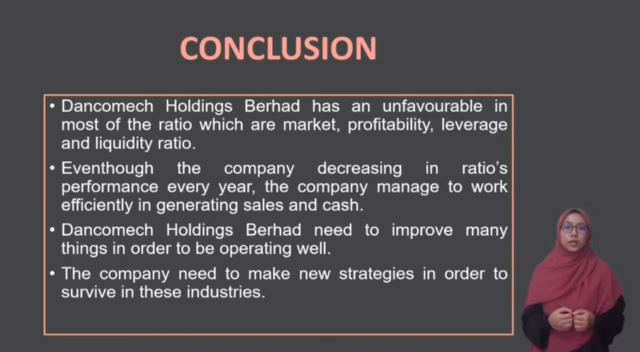 CONCLUSION
• Dancomech Holdings Berhad has an unfavourable in
most of the ratio which are market, profitability, leverage
and liquidity ratio.
• Eventhough the company decreasing in ratio's
performance every year, the company manage to work
efficiently in generating sales and cash.
• Dancomech Holdings Berhad need to improve many
things in order to be operating well.
• The company need to make new strategies in order to
survive in these industries.